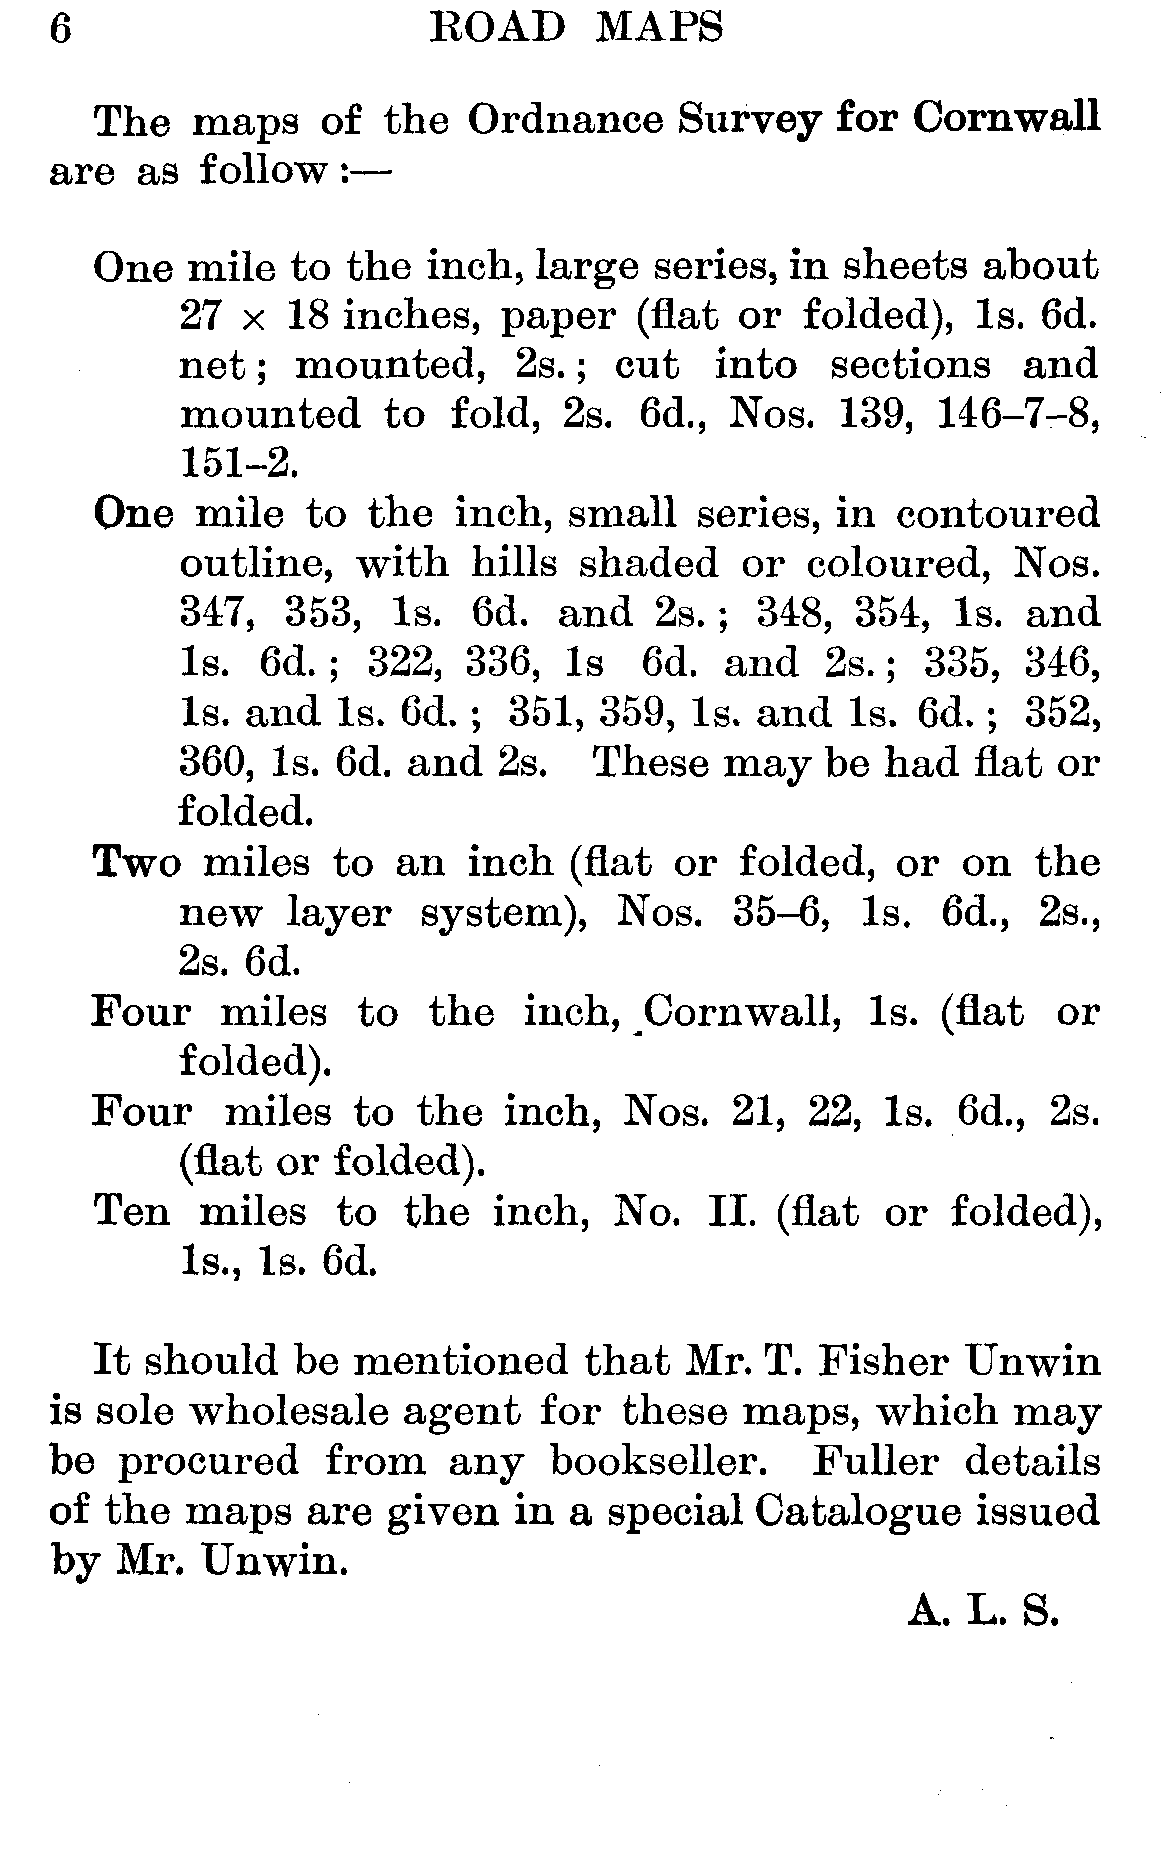 6 ROAD MAPS
The maps of the Ordnance Survey for Cornwall
are as follow :—
One mile to the inch, large series, in sheets about
27 × 18 inches, paper (flat or folded), 1s. 6d.
net ; mounted, 2s. ; cut into sections and
mounted to fold, 2s. 6d., Nos. 139, 146–7–8,
151–2.
One mile to the inch, small series, in contoured
outline, with hills shaded or coloured, Nos.
347, 353, 1s. 6d. and 2s. ; 348, 354, 1s. and
1s. 6d. ; 322, 336, 1s 6d. and 2s. ; 335, 346,
1s. and 1s. 6d. ; 351, 359, 1s. and 1s. 6d. ; 352,
360, 1s. 6d. and 2s. These may be had flat or
folded.
Two miles to an inch (flat or folded, or on the
new layer system), Nos. 35–6, 1s. 6d., 2s.,
2s. 6d.
Four miles to the inch, Cornwall, 1s. (flat or
folded).
Four miles to the inch, Nos. 21, 22, 1s. 6d., 2s.
(flat or folded).
Ten miles to the inch, No. II. (flat or folded),
1s., 1s. 6d.
It should be mentioned that Mr. T. Fisher Unwin
is sole wholesale agent for these maps, which may
be procured from any bookseller. Fuller details
of the maps are given in a special Catalogue issued
by Mr. Unwin.
A. L. S.